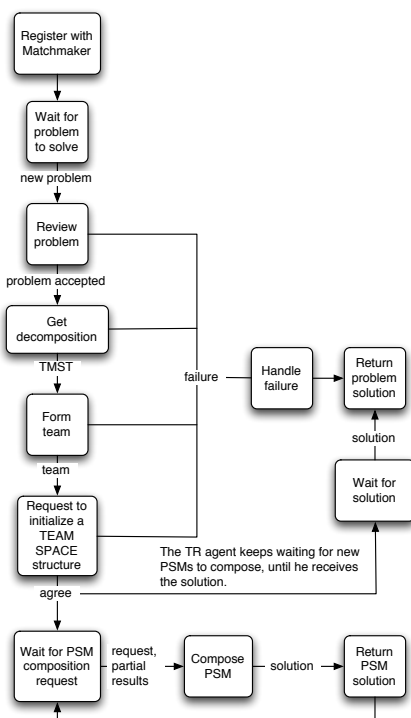 Register with
Matchmaker
Wait for
problem
to solve
new problem
Review
problem
problem accepted
Get
decomposition
TMST
failure
Handle
failure
Return
problem
solution
Form
team
solution
team
Wait for
solution
Request to
initialize a
TEAM
SPACE
structure
The TR agent keeps waiting for new
PSMs to compose, until he receives
the solution.
agree
Wait for PSM
composition
request
request,
partial
results
Compose
PSM
solution
Return
PSM
solution